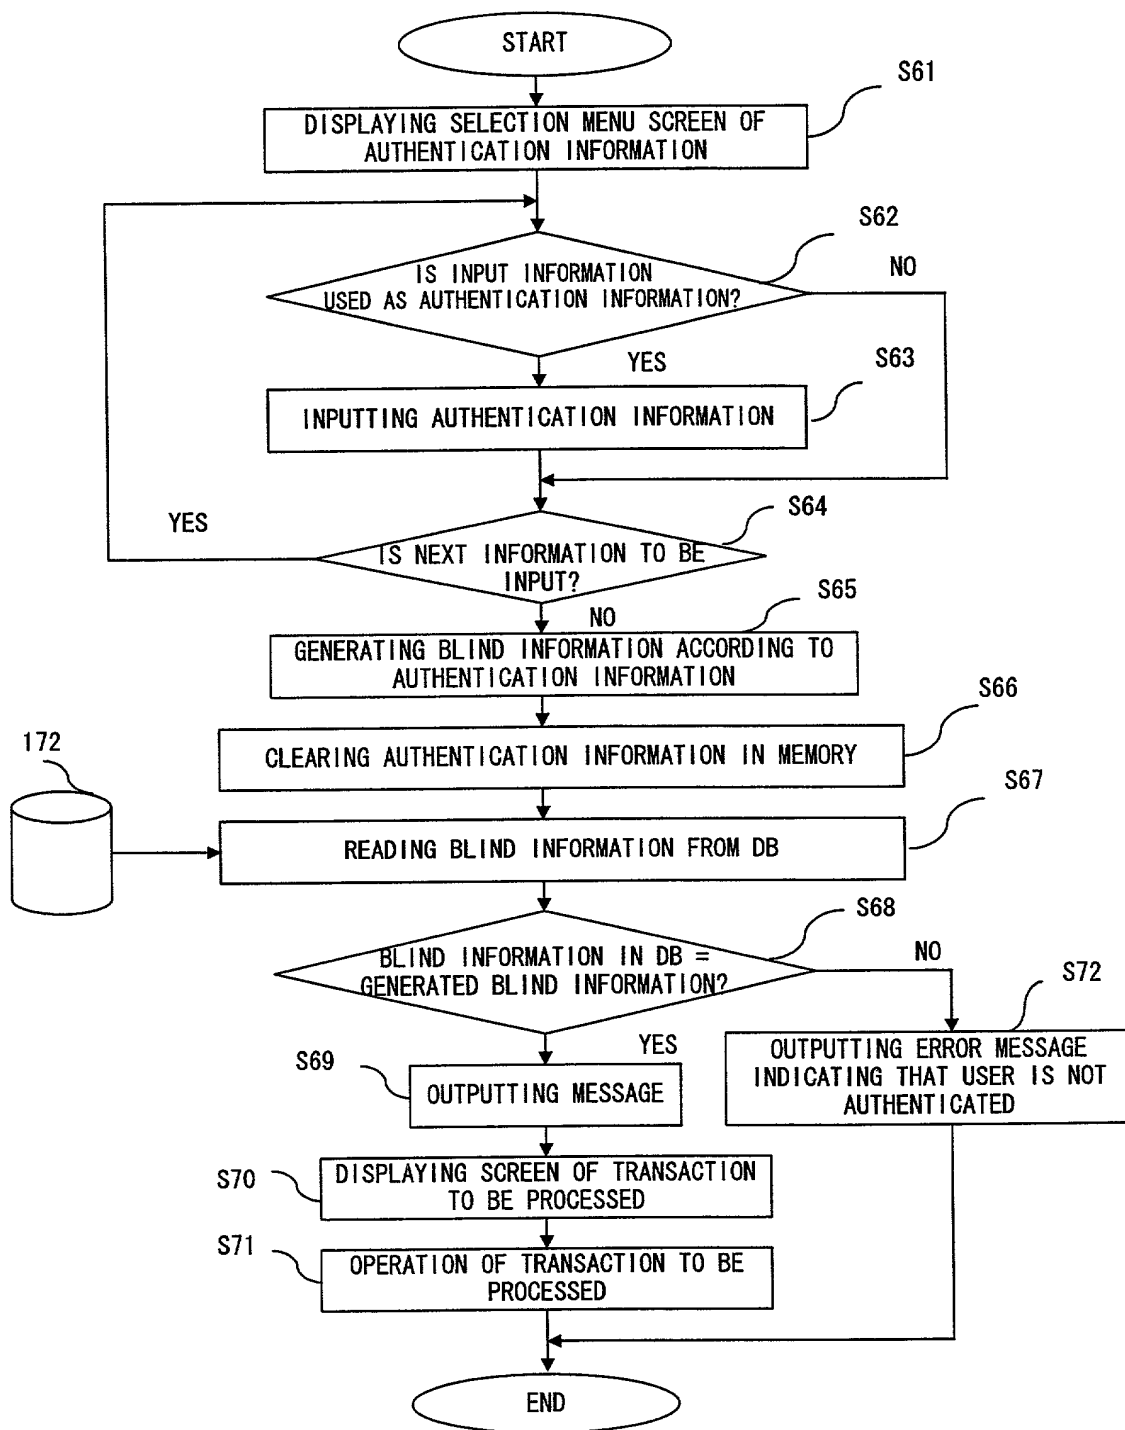 START
S61
DISPLAYING SELECTION MENU SCREEN OF
AUTHENTICATION INFORMATION
S62
IS INPUT INFORMATION
USED AS AUTHENTICATION INFORMATION?
NO
YES
S63
INPUTTING AUTHENTICATION INFORMATION
S64
YES
IS NEXT INFORMATION TO BE
INPUT?
S65
NO
GENERATING BLIND INFORMATION ACCORDING TO
AUTHENTICATION INFORMATION
S66
CLEARING AUTHENTICATION INFORMATION IN MEMORY
172
S67
READING BLIND INFORMATION FROM DB
S68
BLIND INFORMATION IN DB =
GENERATED BLIND INFORMATION?
NO
S72
YES
S69
OUTPUTTING MESSAGE
OUTPUTTING ERROR MESSAGE
INDICATING THAT USER IS NOT
AUTHENTICATED
S70
DISPLAYING SCREEN OF TRANSACTION
TO BE PROCESSED
S71
OPERATION OF TRANSACTION TO BE
PROCESSED
END